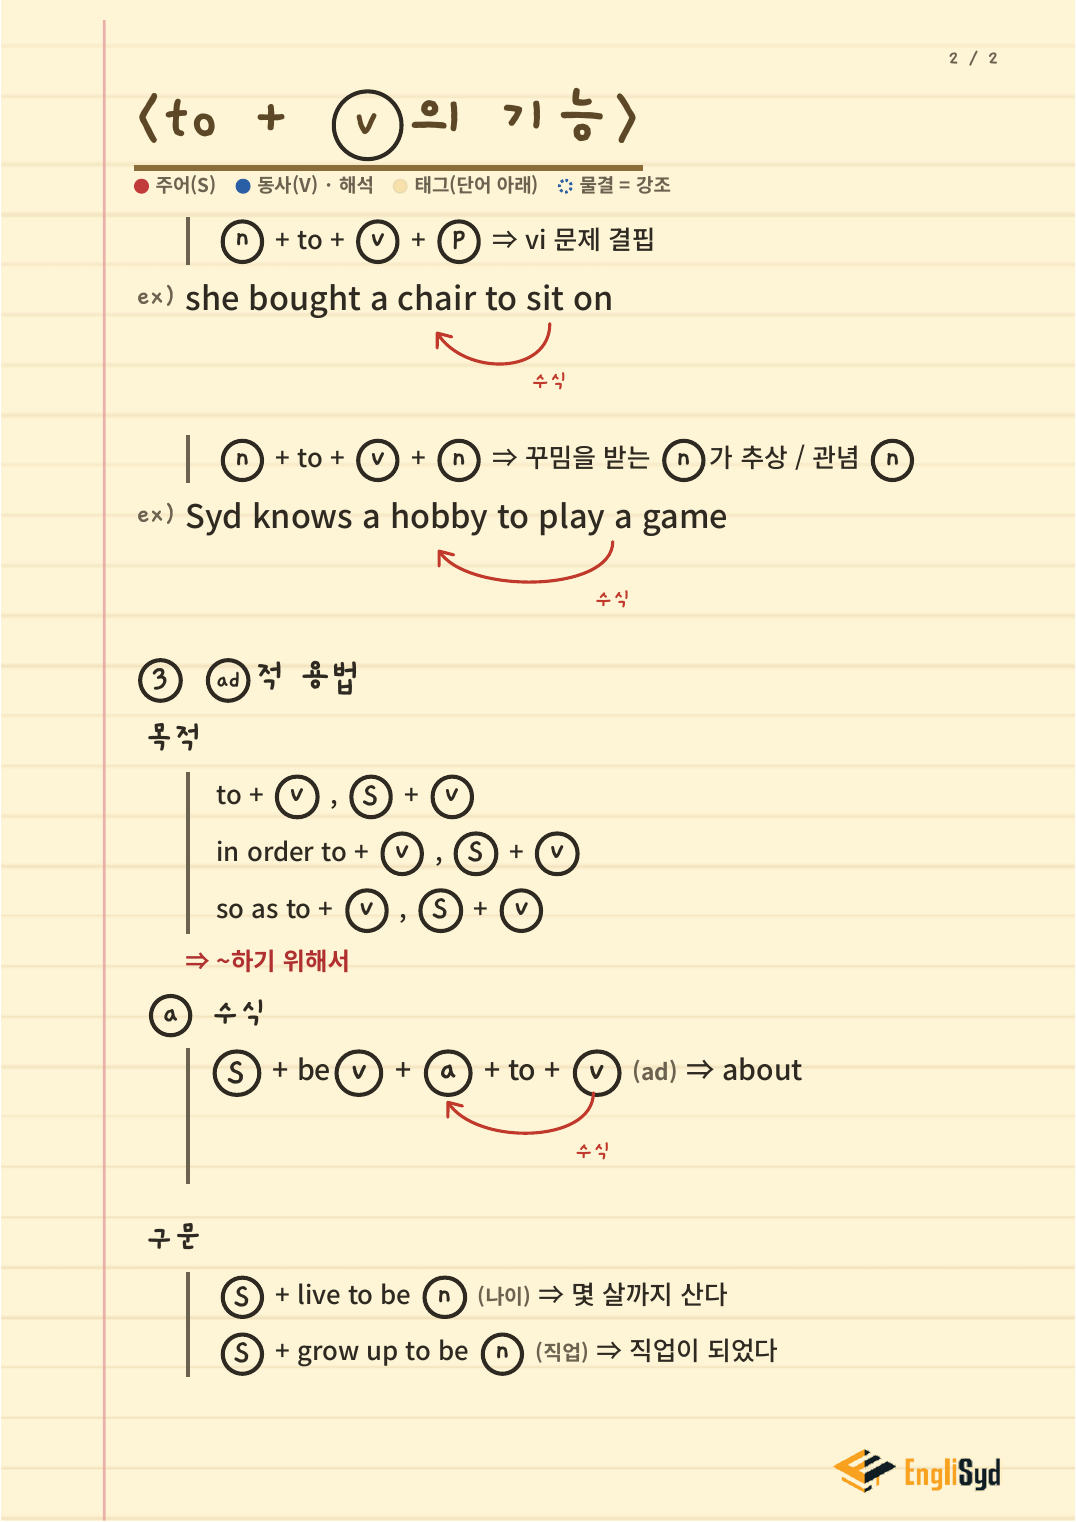 2 / 2
〈to + v의 기능〉
주어(S) 동사(V) · 해석 태그(단어 아래) 물결 = 강조
n + to + v + p ⇒ vi 문제 결핍
ex) she bought a chair to sit on
수식
n + to + v + n ⇒ 꾸밈을 받는 n가 추상 / 관념 n
ex) Syd knows a hobby to play a game
수식
3 ad적 용법
목적
to + v , S + v
in order to + v , S + v
so as to + v , S + v
⇒ ~하기 위해서
a 수식
S + be v + a + to + v (ad) ⇒ about
수식
구문
S + live to be n (나이) ⇒ 몇 살까지 산다
S + grow up to be n (직업) ⇒ 직업이 되었다
EngliSyd